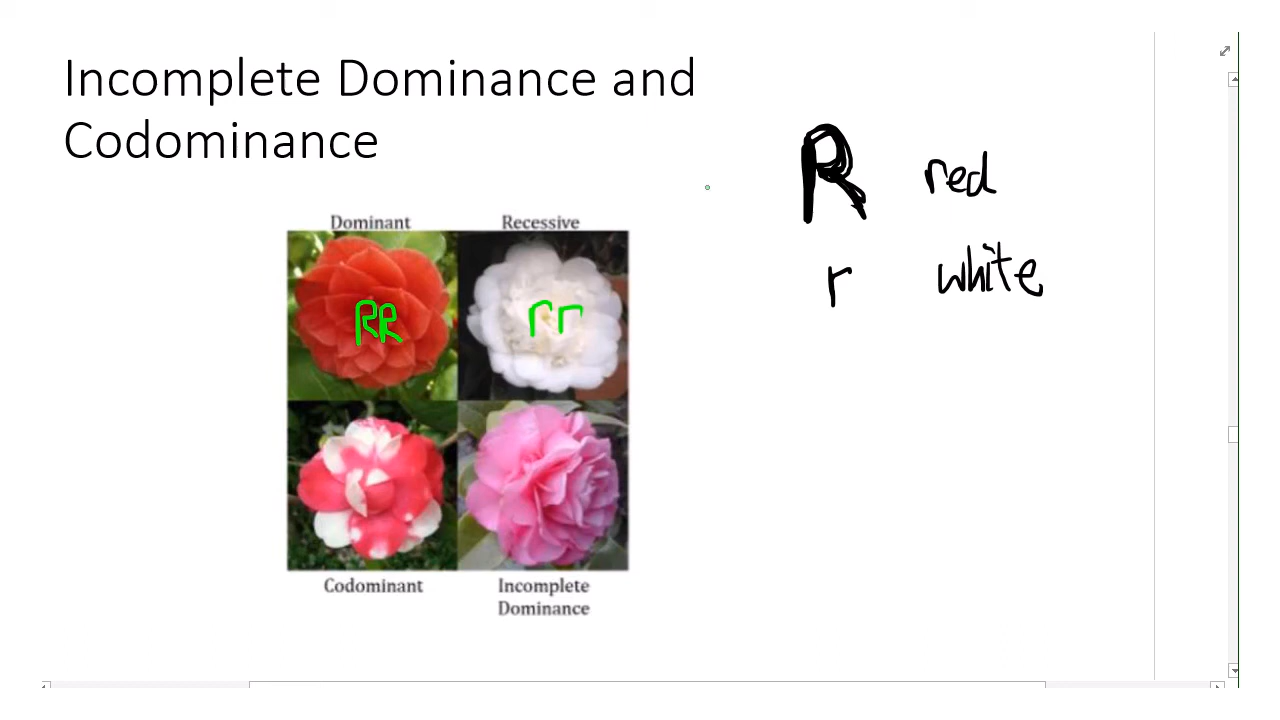 Incomplete Dominance and
Codominance
R red
r white
Dominant Recessive
RR rr
Codominant Incomplete
Dominance